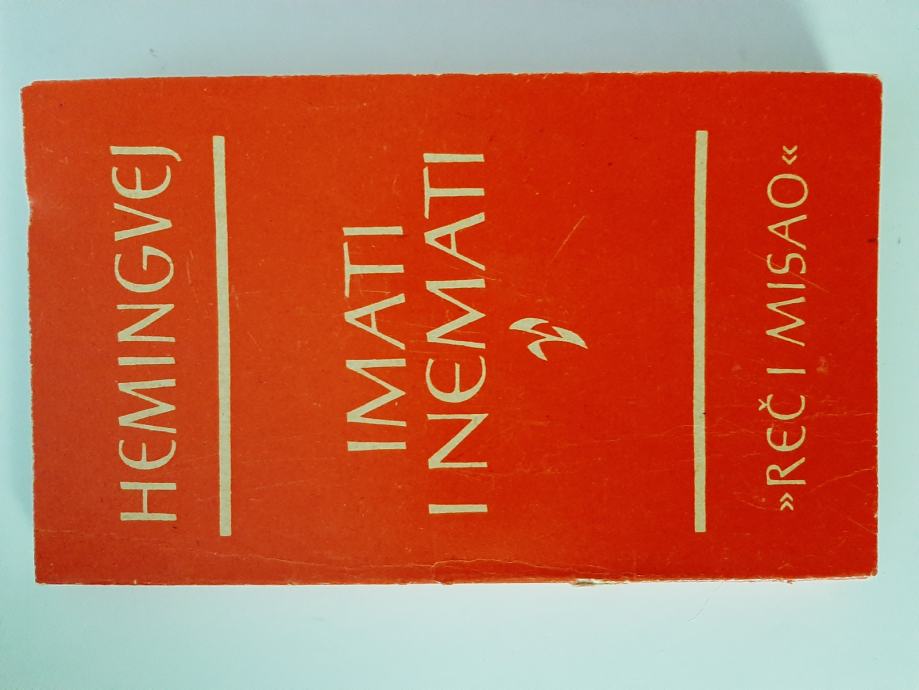 HEMINGVEJ
IMATI
I NEMATI
»REČ I MISAO«